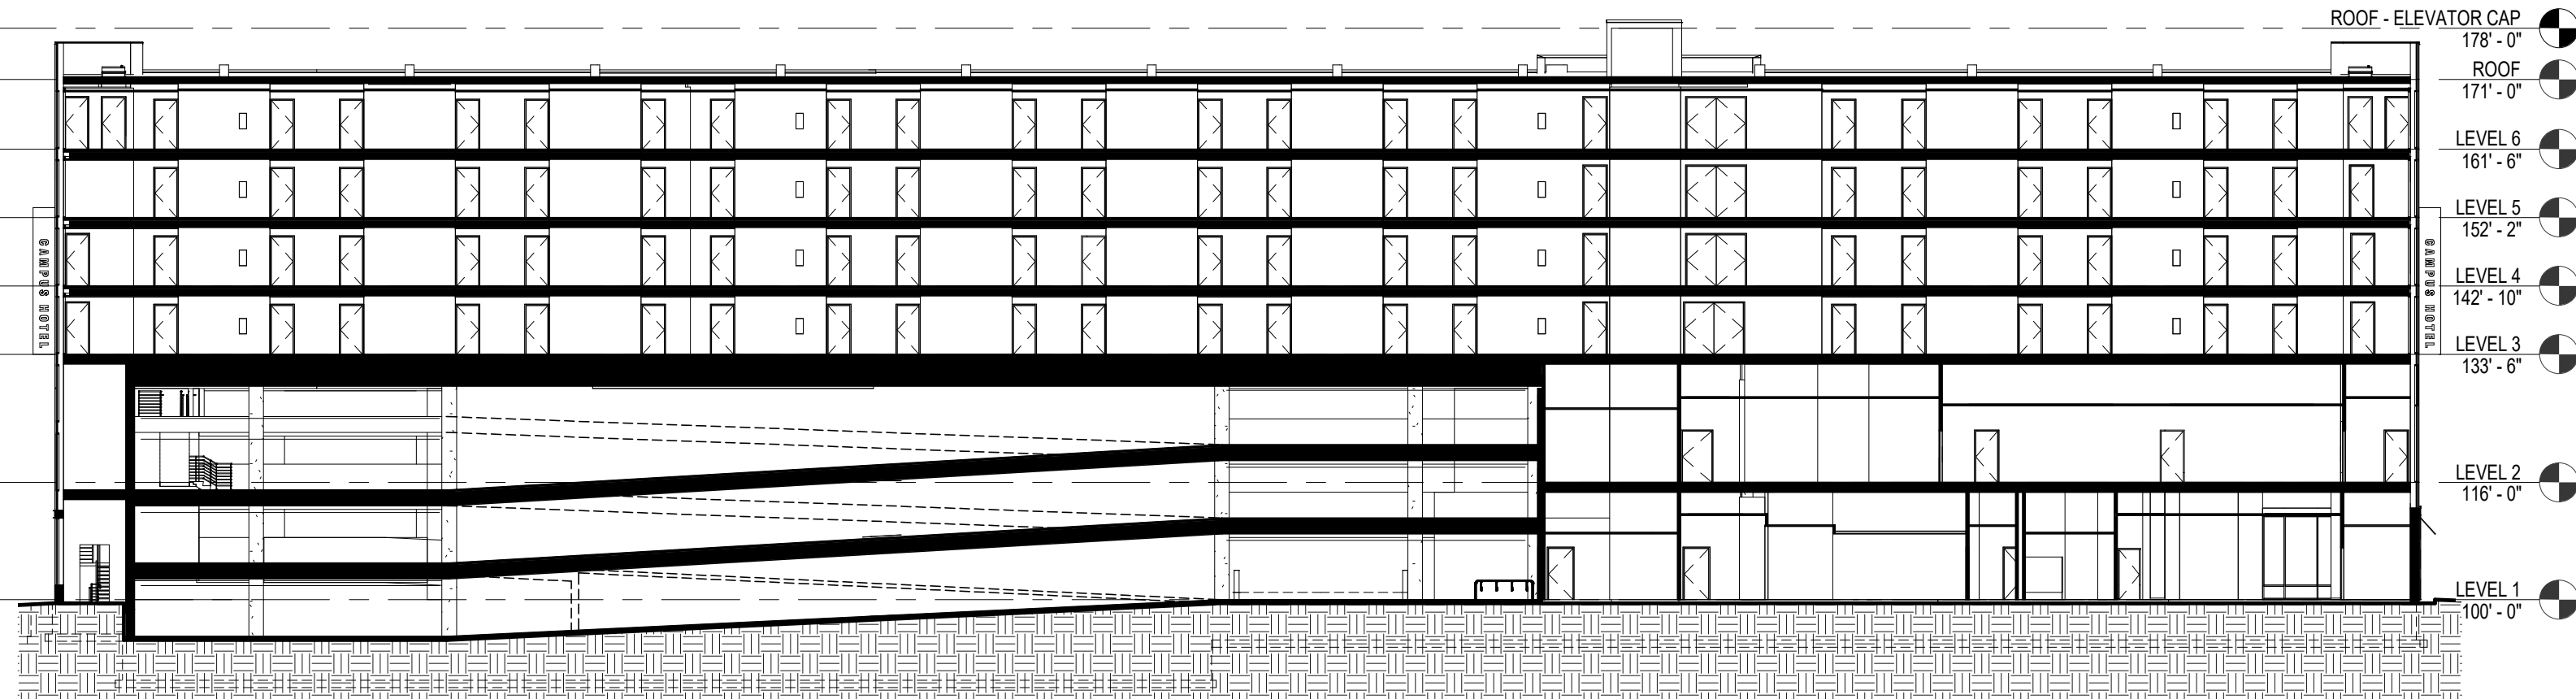 ROOF - ELEVATOR CAP
178' - 0"
ROOF
171' - 0"
LEVEL 6
161' - 6"
LEVEL 5
152' - 2"
CAMPUS HOTEL
CAMPUS HOTEL
LEVEL 4
142' - 10"
LEVEL 3
133' - 6"
LEVEL 2
116' - 0"
LEVEL 1
100' - 0"